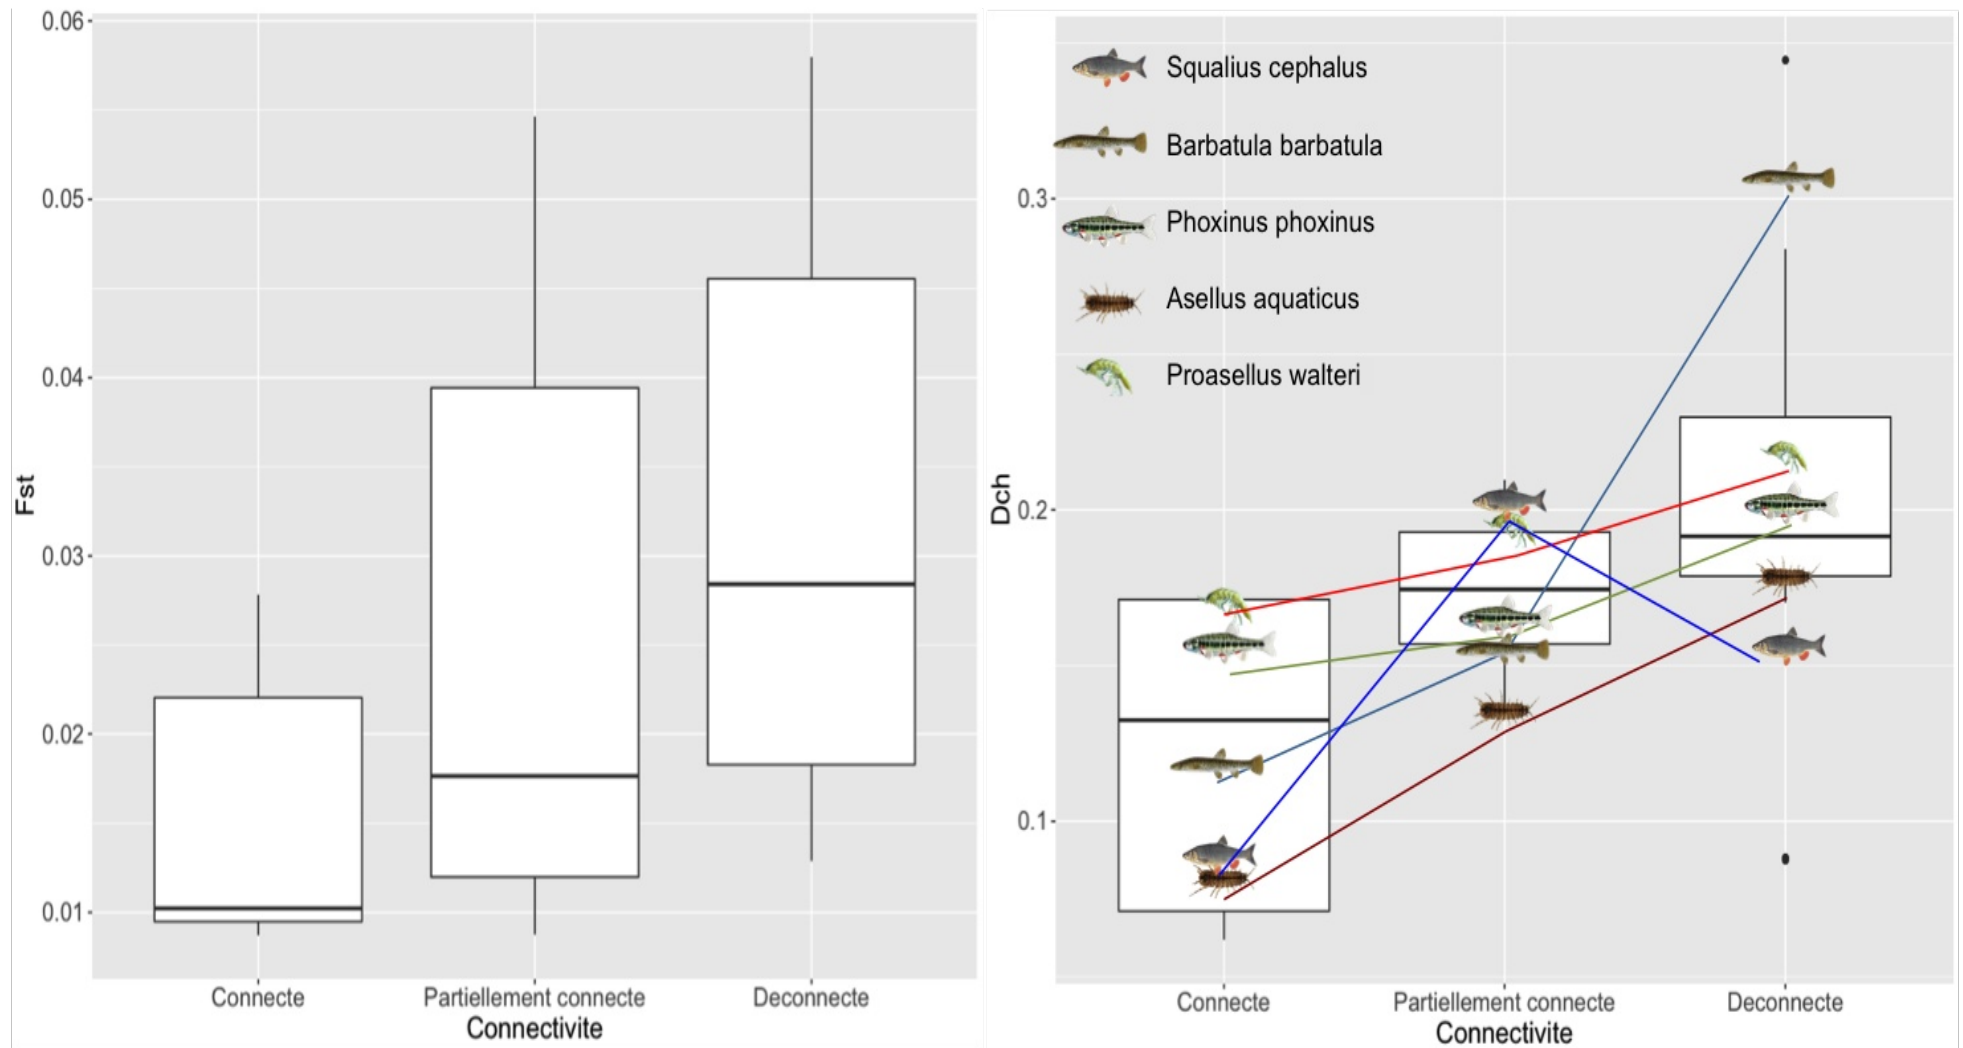 0.06
0.05
0.04
0.03
0.02
0.01
Fst
Connecte
Partiellement connecte
Deconnecte
Connectivite
Squalius cephalus
Barbatula barbatula
Phoxinus phoxinus
Asellus aquaticus
Proasellus walteri
0.3
0.2
0.1
Dch
Connecte
Partiellement connecte
Deconnecte
Connectivite